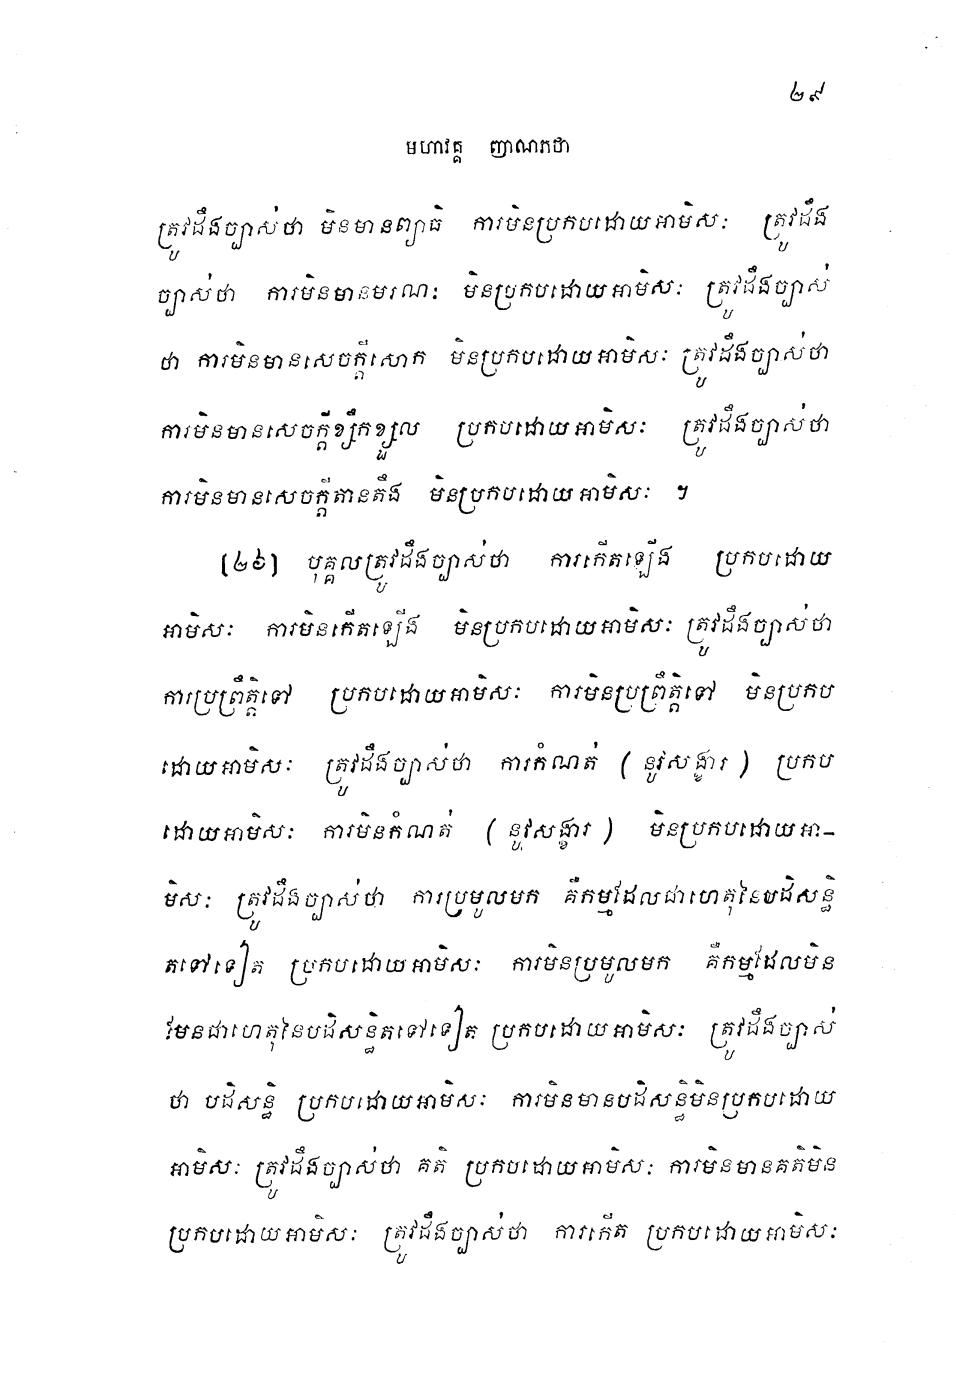 ២៩
មហាវគ្គ ញាណកថា
ត្រូវដឹងច្បាស់ថា មិនមានព្យាធិ ការមិនប្រកបដោយអាមិសៈ ត្រូវដឹង
ច្បាស់ថា ការមិនមានមរណៈ មិនប្រកបដោយអាមិសៈ ត្រូវដឹងច្បាស់
ថា ការមិនមានសេចក្តីសោក មិនប្រកបដោយអាមិសៈ ត្រូវដឹងច្បាស់ថា
ការមិនមានសេចក្តីខ្សឹកខ្សួល ប្រកបដោយអាមិសៈ ត្រូវដឹងច្បាស់ថា
ការមិនមានសេចក្តីតានតឹង មិនប្រកបដោយអាមិសៈ ។
(២៦) បុគ្គលត្រូវដឹងច្បាស់ថា ការកើតឡើង ប្រកបដោយ
អាមិសៈ ការមិនកើតឡើង មិនប្រកបដោយអាមិសៈ ត្រូវដឹងច្បាស់ថា
ការប្រព្រឹត្តិទៅ ប្រកបដោយអាមិសៈ ការមិនប្រព្រឹត្តិទៅ មិនប្រកប
ដោយអាមិសៈ ត្រូវដឹងច្បាស់ថា ការកំណត់ (នូវសង្ខារ) ប្រកប
ដោយអាមិសៈ ការមិនកំណត់ (នូវសង្ខារ) មិនប្រកបដោយអា-
មិសៈ ត្រូវដឹងច្បាស់ថា ការប្រមូលមក គឺកម្មដែលជាហេតុនៃបដិសន្ធិ
តទៅទៀត ប្រកបដោយអាមិសៈ ការមិនប្រមូលមក គឺកម្មដែលមិន
មែនជាហេតុនៃបដិសន្ធិតទៅទៀត ប្រកបដោយអាមិសៈ ត្រូវដឹងច្បាស់
ថា បដិសន្ធិ ប្រកបដោយអាមិសៈ ការមិនមានបដិសន្ធិមិនប្រកបដោយ
អាមិសៈ ត្រូវដឹងច្បាស់ថា គតិ ប្រកបដោយអាមិសៈ ការមិនមានគតិមិន
ប្រកបដោយអាមិសៈ ត្រូវដឹងច្បាស់ថា ការកើត ប្រកបដោយអាមិសៈ